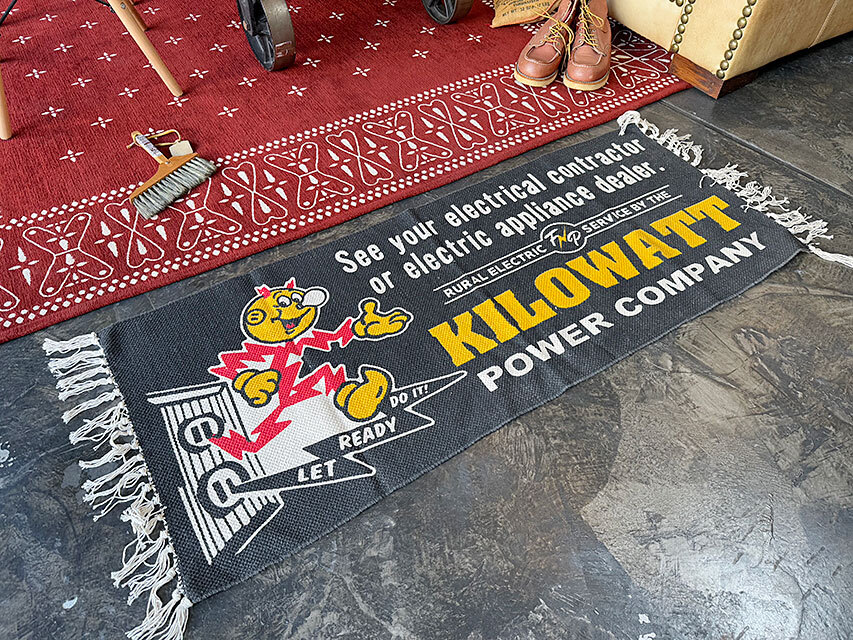 See your electrical contractor
or electric appliance dealer.
RURAL ELECTRIC FNP SERVICE BY THE
KILOWATT
POWER COMPANY
LET READY DO IT!